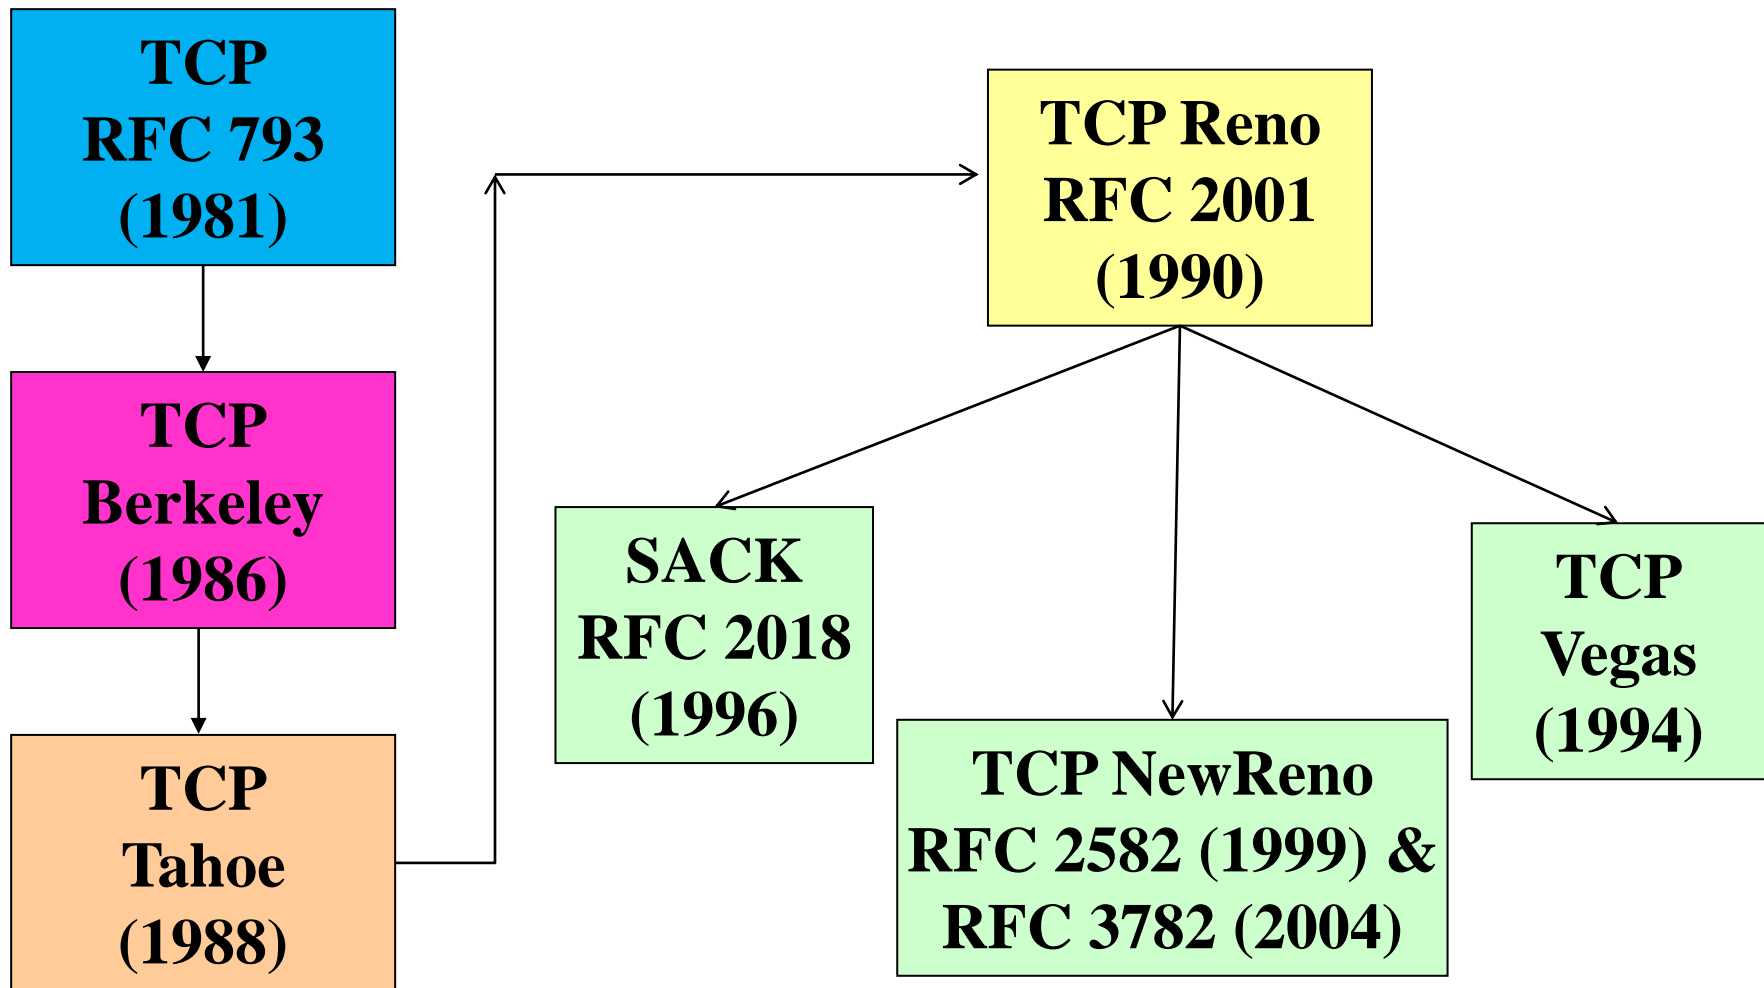 TCP
RFC 793
(1981)
TCP
Berkeley
(1986)
TCP
Tahoe
(1988)
TCP Reno
RFC 2001
(1990)
SACK
RFC 2018
(1996)
TCP NewReno
RFC 2582 (1999) &
RFC 3782 (2004)
TCP
Vegas
(1994)